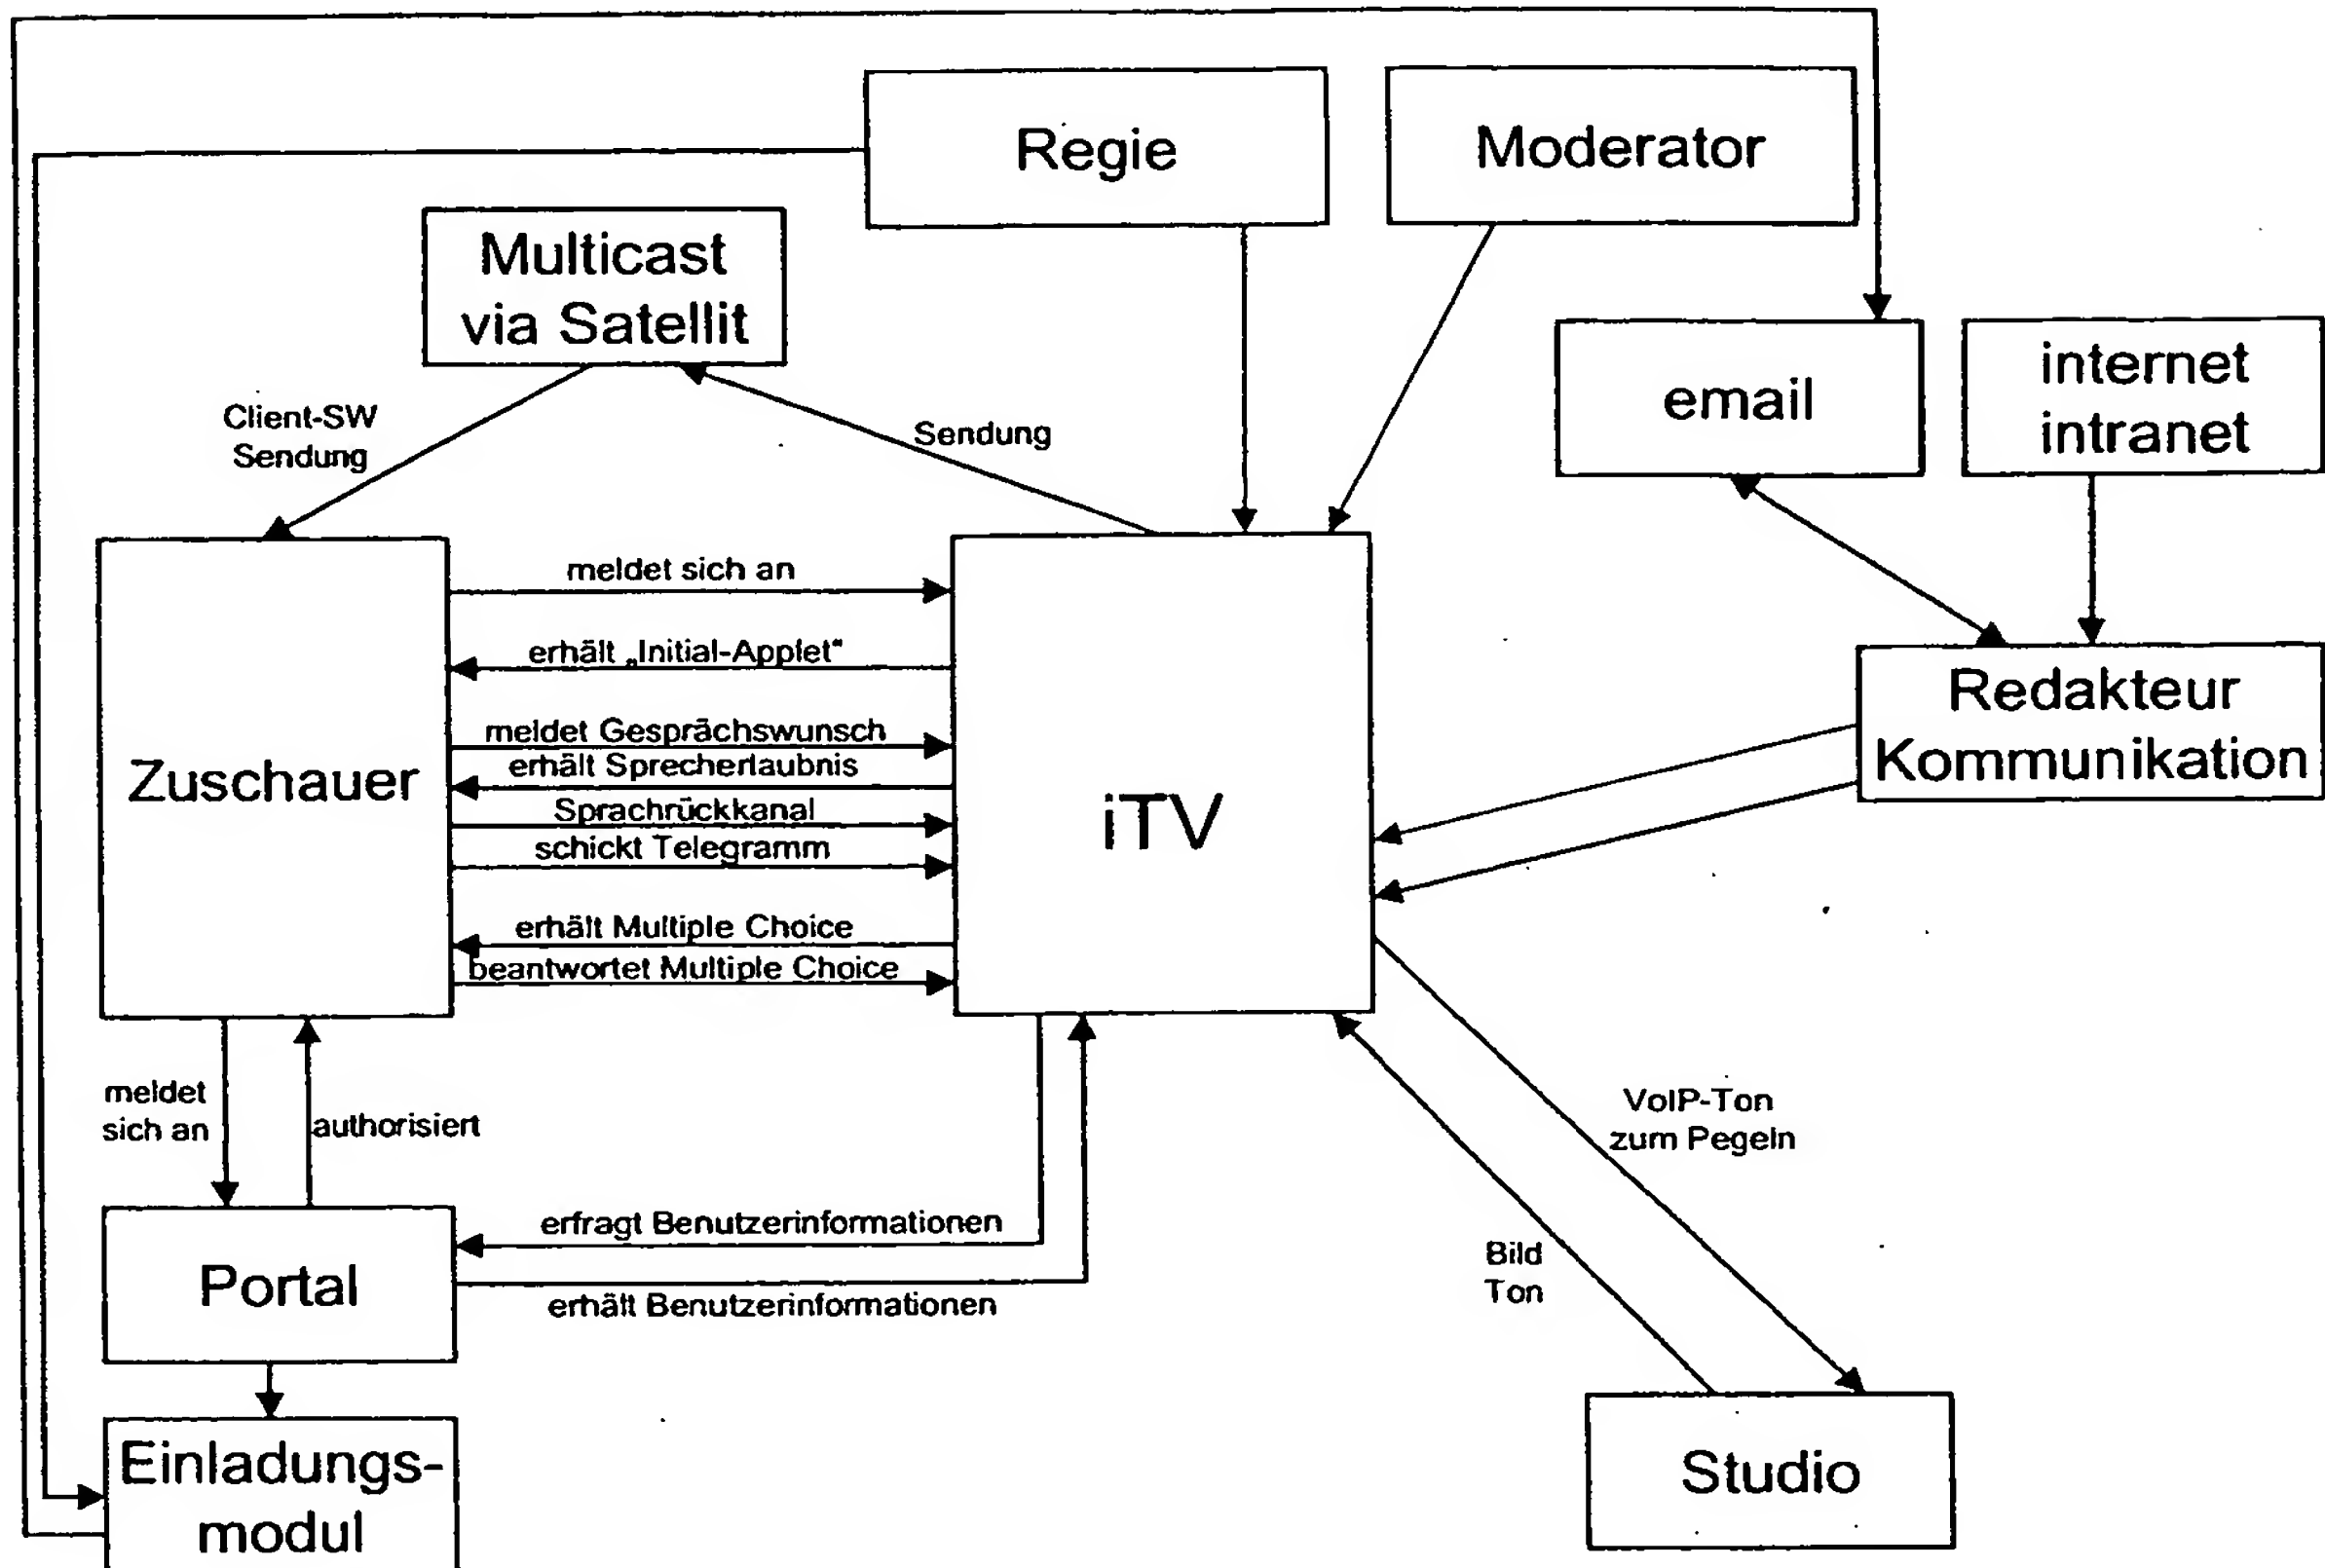 Regie
Moderator
Multicast
via Satellit
email
internet
intranet
Client-SW
Sendung
Sendung
meldet sich an
erhält „Initial-Applet“
meldet Gesprächswunsch
erhält Sprecherlaubnis
Sprachrückkanal
schickt Telegramm
erhält Multiple Choice
beantwortet Multiple Choice
Zuschauer
iTV
Redakteur
Kommunikation
meldet
sich an
authorisiert
VoIP-Ton
zum Pegeln
erfragt Benutzerinformationen
erhält Benutzerinformationen
Bild
Ton
Portal
Einladungs-
modul
Studio